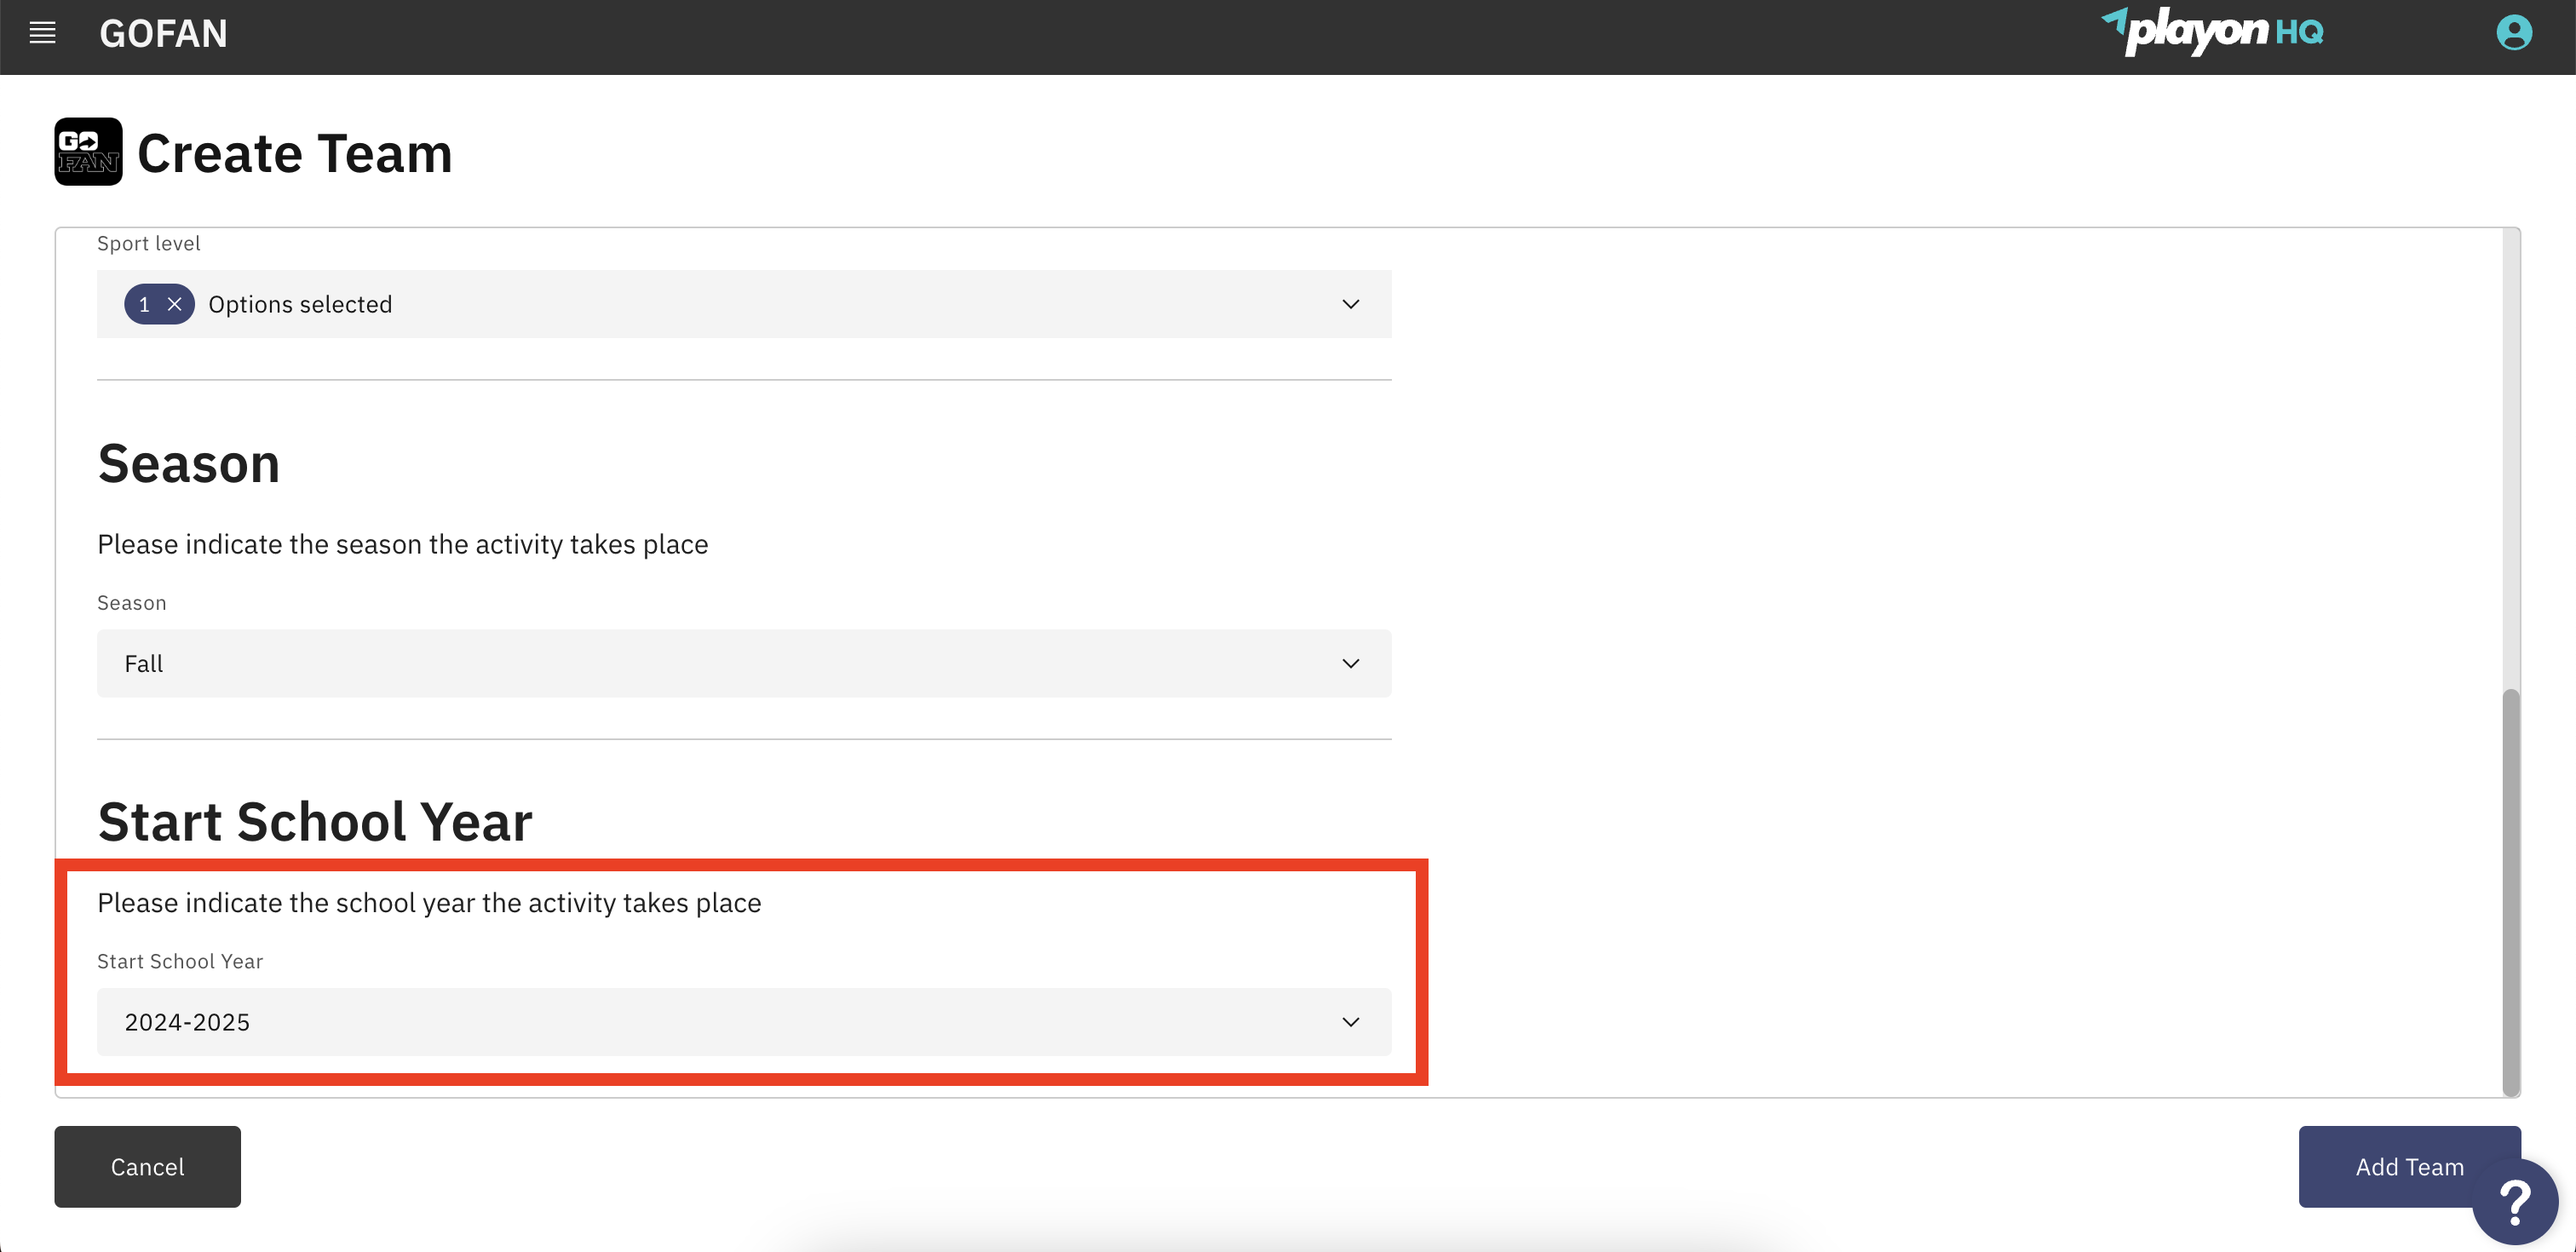 GOFAN
playon HQ
GO FAN
Create Team
Sport level
1 Options selected
Season
Please indicate the season the activity takes place
Season
Fall
Start School Year
Please indicate the school year the activity takes place
Start School Year
2024-2025
Cancel
Add Team
?